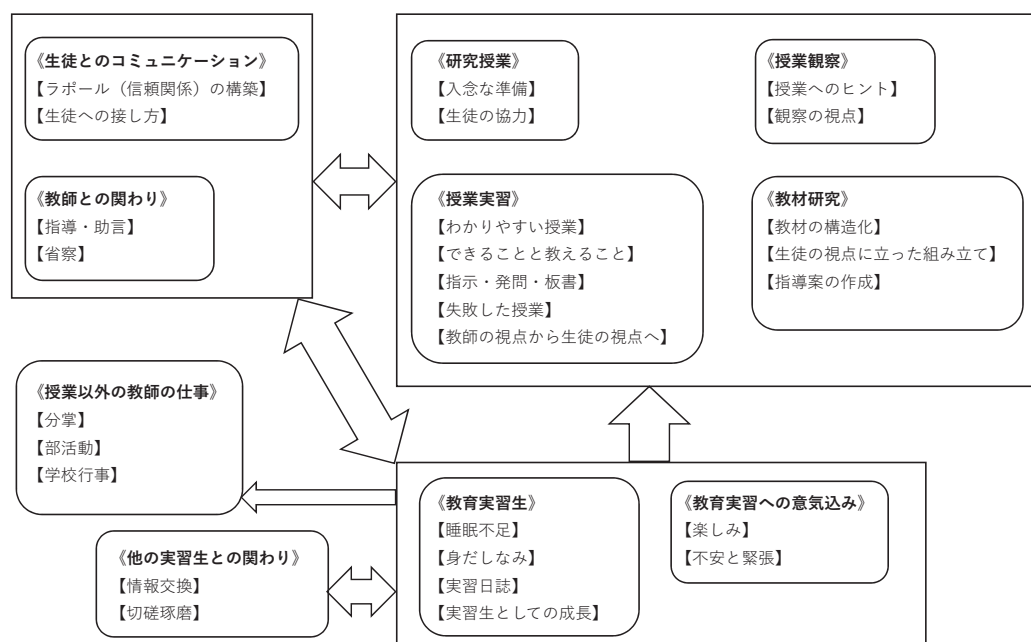 《生徒とのコミュニケーション》
【ラポール（信頼関係）の構築】
【生徒への接し方】
《教師との関わり》
【指導・助言】
【省察】
《研究授業》
【入念な準備】
【生徒の協力】
《授業観察》
【授業へのヒント】
【観察の視点】
《授業実習》
【わかりやすい授業】
【できることと教えること】
【指示・発問・板書】
【失敗した授業】
【教師の視点から生徒の視点へ】
《教材研究》
【教材の構造化】
【生徒の視点に立った組み立て】
【指導案の作成】
《授業以外の教師の仕事》
【分掌】
【部活動】
【学校行事】
《他の実習生との関わり》
【情報交換】
【切磋琢磨】
《教育実習生》
【睡眠不足】
【身だしなみ】
【実習日誌】
【実習生としての成長】
《教育実習への意気込み》
【楽しみ】
【不安と緊張】